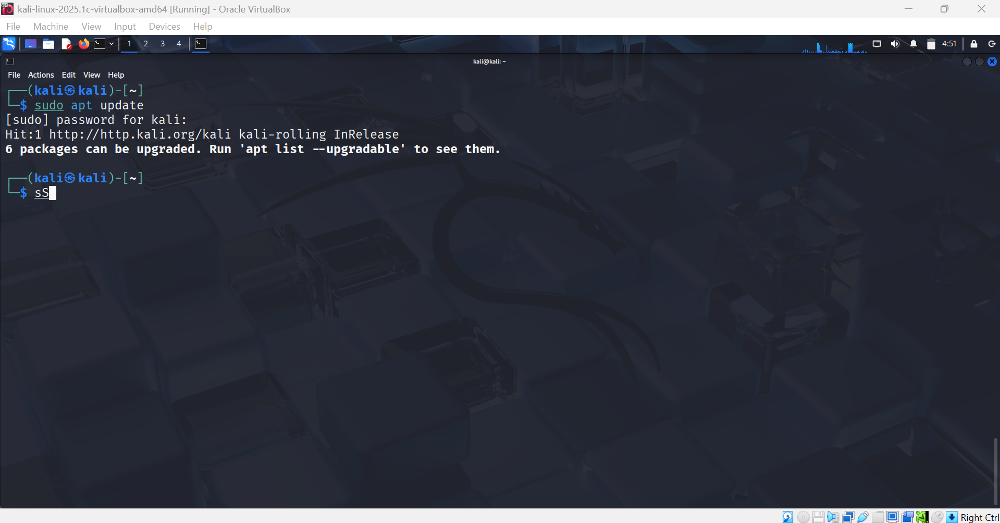 kali-linux-2025.1c-virtualbox-amd64 [Running] - Oracle VirtualBox
File Machine View Input Devices Help
1 2 3 4 4:51
kali@kali: ~
File Actions Edit View Help
┌──(kali㉿kali)-[~]
└─$ sudo apt update
[sudo] password for kali:
Hit:1 http://http.kali.org/kali kali-rolling InRelease
6 packages can be upgraded. Run 'apt list --upgradable' to see them.
┌──(kali㉿kali)-[~]
└─$ sS
Trash
Right Ctrl